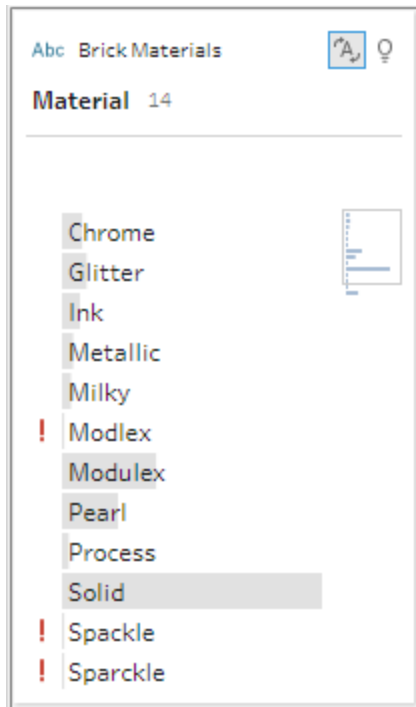 Abc Brick Materials
Material 14
Chrome
Glitter
Ink
Metallic
Milky
! Modlex
Modulex
Pearl
Process
Solid
! Spackle
! Sparckle